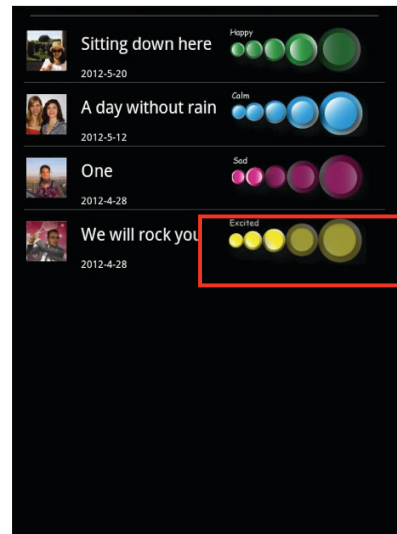 Happy
Sitting down here
2012-5-20
Calm
A day without rain
2012-5-12
Sad
One
2012-4-28
Excited
We will rock you
2012-4-28